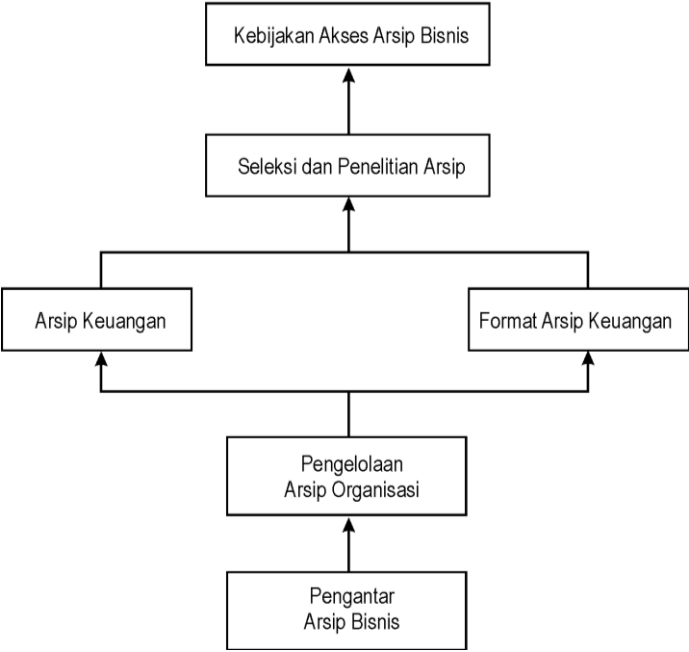 Kebijakan Akses Arsip Bisnis
Seleksi dan Penelitian Arsip
Arsip Keuangan
Format Arsip Keuangan
Pengelolaan
Arsip Organisasi
Pengantar
Arsip Bisnis